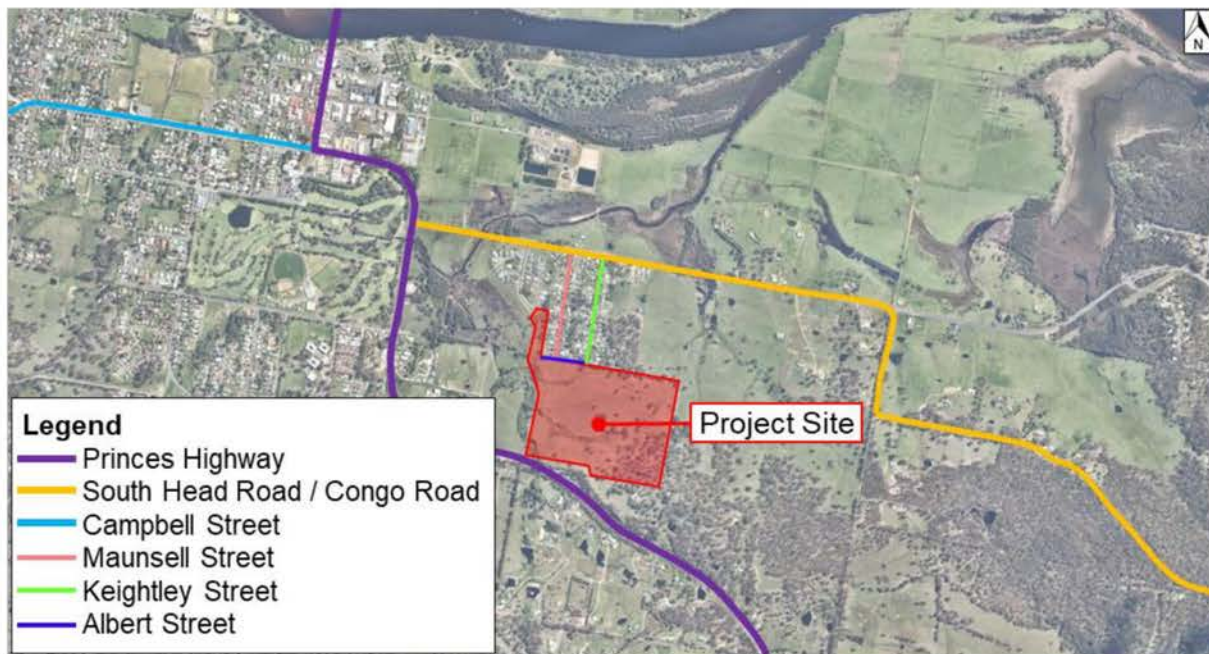 N
Project Site
Legend
Princes Highway
South Head Road / Congo Road
Campbell Street
Maunsell Street
Keightley Street
Albert Street